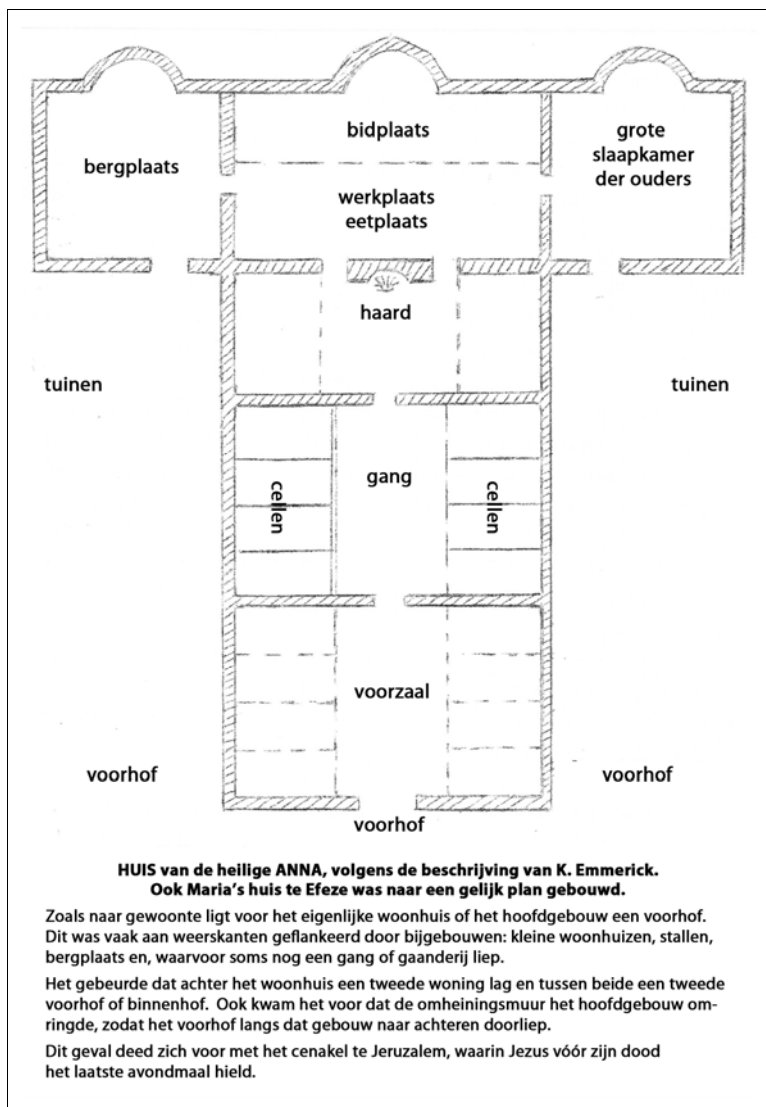 bidplaats
grote
slaapkamer
der ouders
bergplaats
werkplaats
eetplaats
haard
tuinen
tuinen
gang
cellen
cellen
voorzaal
voorhof
voorhof
voorhof
HUIS van de heilige ANNA, volgens de beschrijving van K. Emmerick.
Ook Maria's huis te Efeze was naar een gelijk plan gebouwd.
Zoals naar gewoonte ligt voor het eigenlijke woonhuis of het hoofdgebouw een voorhof.
Dit was vaak aan weerskanten geflankeerd door bijgebouwen: kleine woonhuizen, stallen,
bergplaats en, waarvoor soms nog een gang of gaanderij liep.
Het gebeurde dat achter het woonhuis een tweede woning lag en tussen beide een tweede
voorhof of binnenhof. Ook kwam het voor dat de omheiningsmuur het hoofdgebouw om-
ringde, zodat het voorhof langs dat gebouw naar achteren doorliep.
Dit geval deed zich voor met het cenakel te Jeruzalem, waarin Jezus vóór zijn dood
het laatste avondmaal hield.